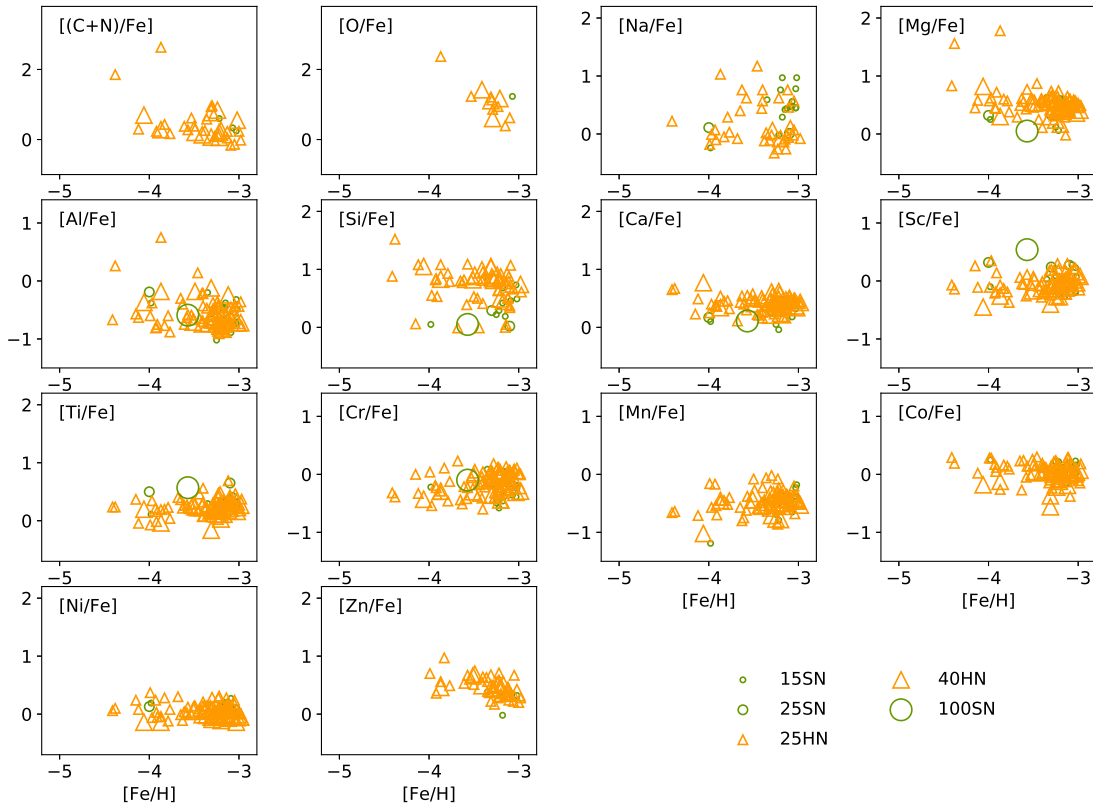 [(C+N)/Fe]
[O/Fe]
[Na/Fe]
[Mg/Fe]
2
0
2
0
2
1
0
2
1
0
−5 −4 −3
−5 −4 −3
−5 −4 −3
−5 −4 −3
[Al/Fe]
[Si/Fe]
[Ca/Fe]
[Sc/Fe]
1
0
−1
2
1
0
2
1
0
1
0
−1
−5 −4 −3
−5 −4 −3
−5 −4 −3
−5 −4 −3
[Ti/Fe]
[Cr/Fe]
[Mn/Fe]
[Co/Fe]
2
1
0
1
0
−1
1
0
−1
1
0
−1
−5 −4 −3
−5 −4 −3
−5 −4 −3
−5 −4 −3
[Fe/H]
[Fe/H]
[Ni/Fe]
[Zn/Fe]
2
1
0
2
1
0
−5 −4 −3
−5 −4 −3
[Fe/H]
[Fe/H]
15SN
25SN
25HN
40HN
100SN